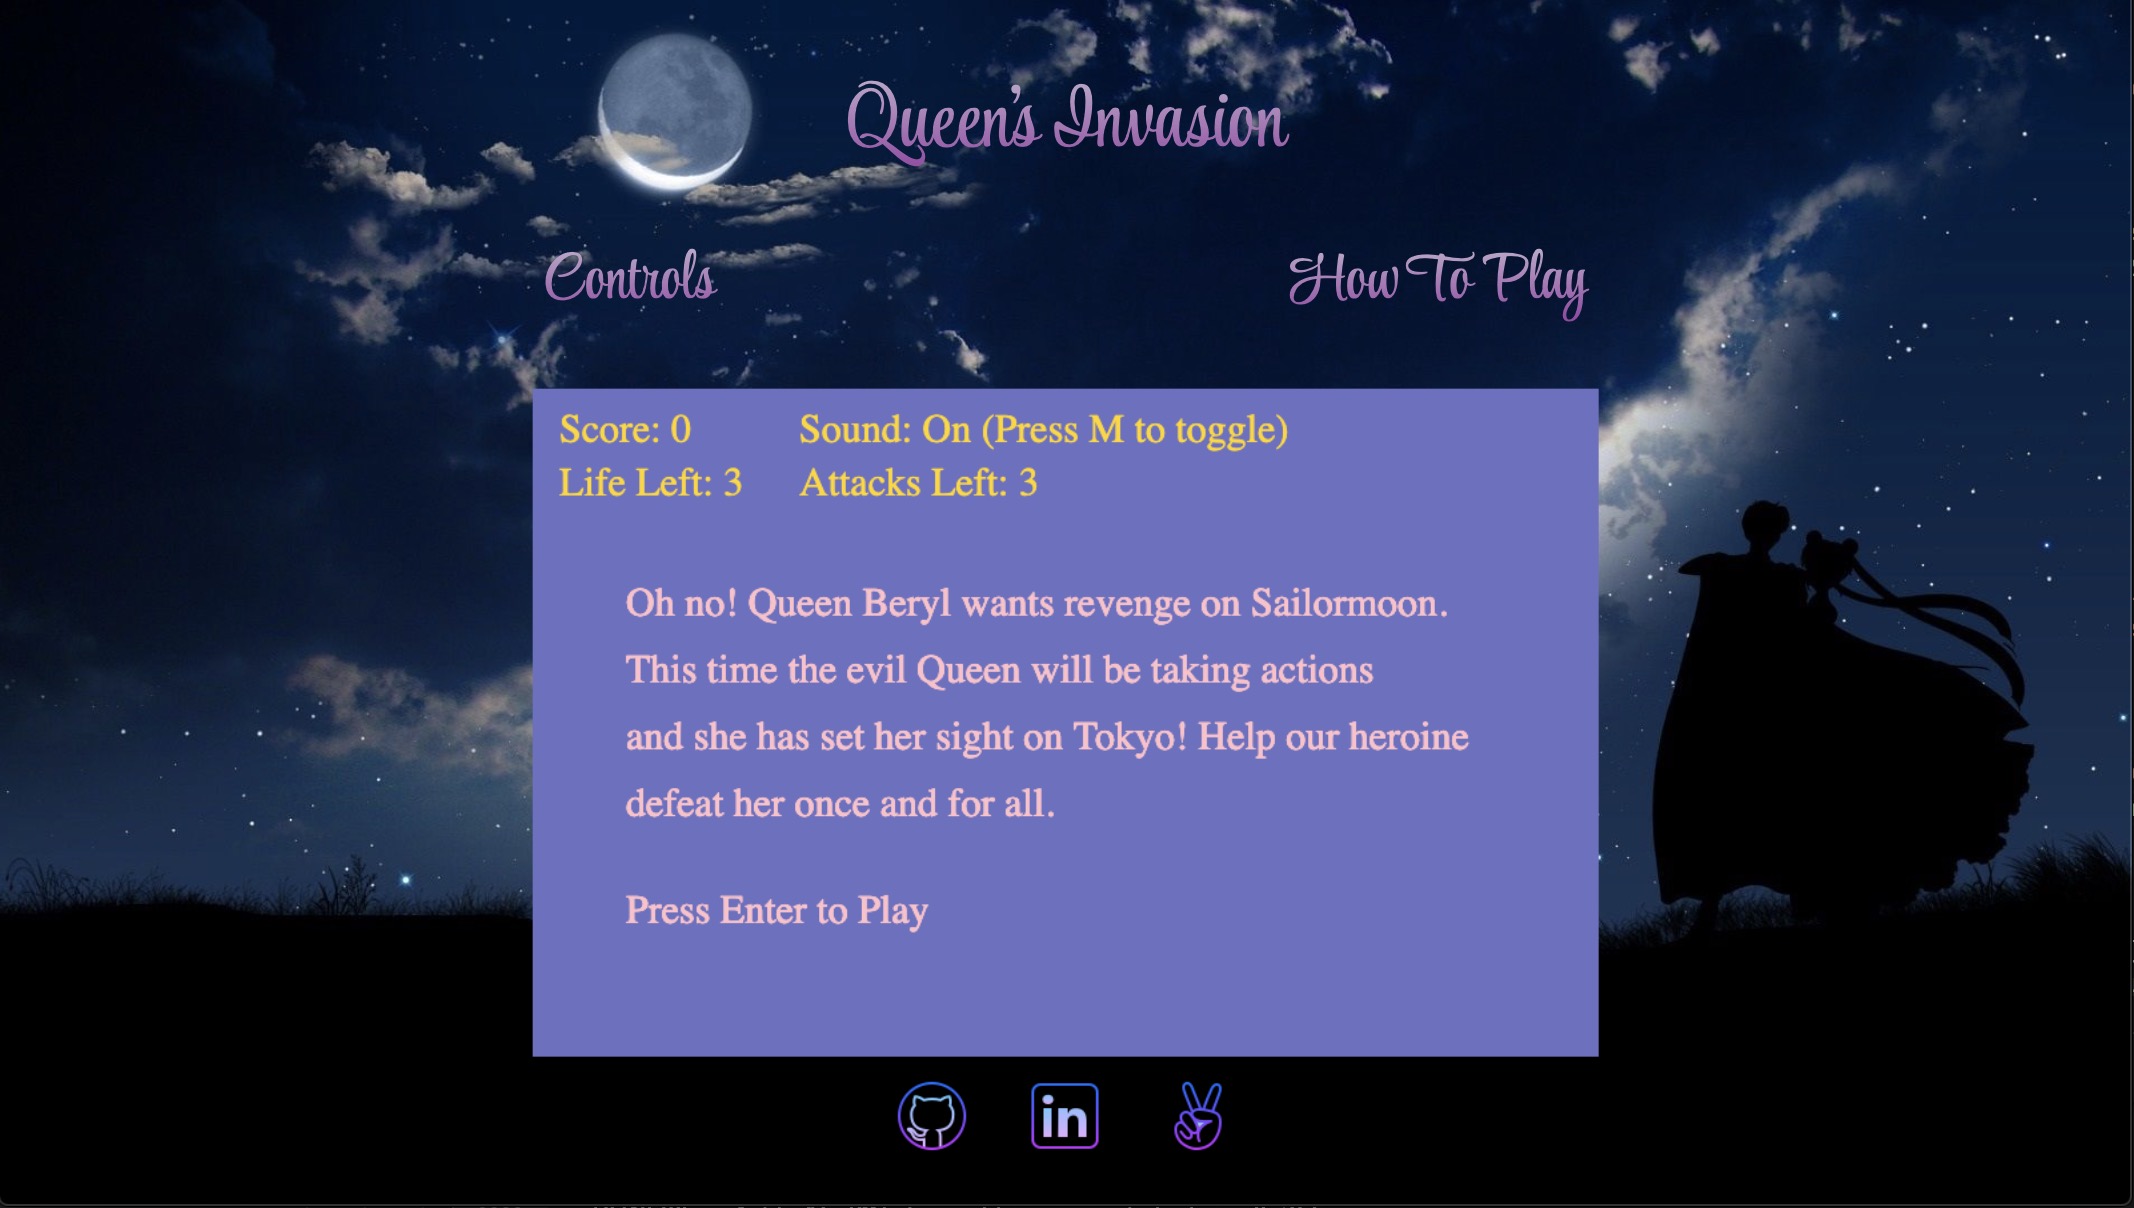 Queen's Invasion
Controls
How To Play
Score: 0
Sound: On (Press M to toggle)
Life Left: 3
Attacks Left: 3
Oh no! Queen Beryl wants revenge on Sailormoon.
This time the evil Queen will be taking actions
and she has set her sight on Tokyo! Help our heroine
defeat her once and for all.
Press Enter to Play
in